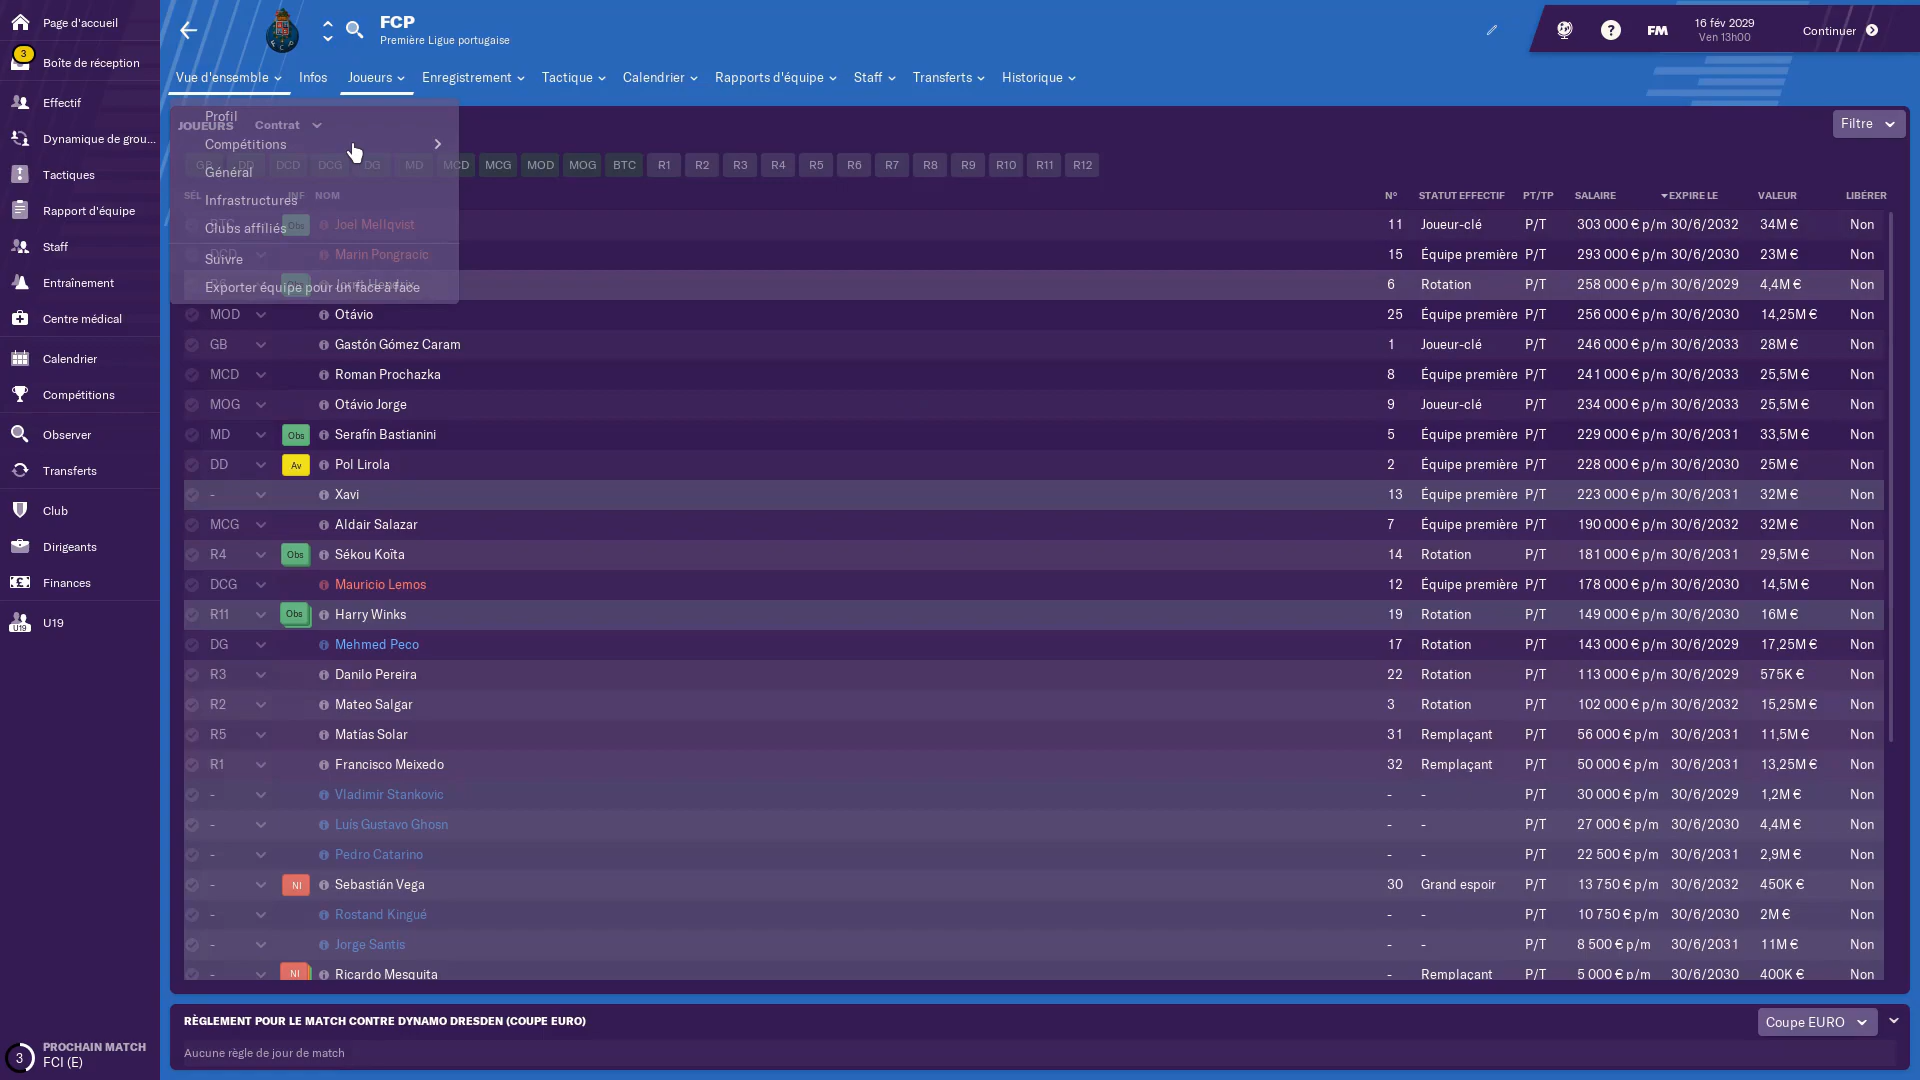 Page d'accueil
3
Boîte de réception
Effectif
Dynamique de grou...
Tactiques
Rapport d'équipe
Staff
Entraînement
Centre médical
Calendrier
Compétitions
Observer
Transferts
Club
Dirigeants
Finances
U19
U19
3 PROCHAIN MATCH
FCI (E)
FCP
Première Ligue portugaise
FM
16 fév 2029
Ven 13h00
Continuer
Vue d'ensemble Infos Joueurs Enregistrement Tactique Calendrier Rapports d'équipe Staff Transferts Historique
Profil
Compétitions
Général
Infrastructures
Clubs affiliés
Suivre
Exporter équipe pour un face à face
JOUEURS Contrat Filtre
GB DD DCD DCG DG MD MCD MCG MOD MOG BTC R1 R2 R3 R4 R5 R6 R7 R8 R9 R10 R11 R12
SÉL INF NOM N° STATUT EFFECTIF PT/TP SALAIRE EXPIRE LE VALEUR LIBÉRER
BTC Obs Joel Mellqvist 11 Joueur-clé P/T 303 000 € p/m 30/6/2032 34M € Non
DCD Marin Pongracic 15 Équipe première P/T 293 000 € p/m 30/6/2030 23M € Non
6 Rotation P/T 258 000 € p/m 30/6/2029 4,4M € Non
MOD Otávio 25 Équipe première P/T 256 000 € p/m 30/6/2030 14,25M € Non
GB Gastón Gómez Caram 1 Joueur-clé P/T 246 000 € p/m 30/6/2033 28M € Non
MCD Roman Prochazka 8 Équipe première P/T 241 000 € p/m 30/6/2033 25,5M € Non
MOG Otávio Jorge 9 Joueur-clé P/T 234 000 € p/m 30/6/2033 25,5M € Non
MD Obs Serafín Bastianini 5 Équipe première P/T 229 000 € p/m 30/6/2031 33,5M € Non
DD Av Pol Lirola 2 Équipe première P/T 228 000 € p/m 30/6/2030 25M € Non
- Xavi 13 Équipe première P/T 223 000 € p/m 30/6/2031 32M € Non
MCG Aldair Salazar 7 Équipe première P/T 190 000 € p/m 30/6/2032 32M € Non
R4 Obs Sékou Koïta 14 Rotation P/T 181 000 € p/m 30/6/2031 29,5M € Non
DCG Mauricio Lemos 12 Équipe première P/T 178 000 € p/m 30/6/2030 14,5M € Non
R11 Obs Harry Winks 19 Rotation P/T 149 000 € p/m 30/6/2030 16M € Non
DG Mehmed Peco 17 Rotation P/T 143 000 € p/m 30/6/2029 17,25M € Non
R3 Danilo Pereira 22 Rotation P/T 113 000 € p/m 30/6/2029 575K € Non
R2 Mateo Salgar 3 Rotation P/T 102 000 € p/m 30/6/2032 15,25M € Non
R5 Matías Solar 31 Remplaçant P/T 56 000 € p/m 30/6/2031 11,5M € Non
R1 Francisco Meixedo 32 Remplaçant P/T 50 000 € p/m 30/6/2031 13,25M € Non
- Vladimír Stankovic - - P/T 30 000 € p/m 30/6/2029 1,2M € Non
- Luís Gustavo Ghosn - - P/T 27 000 € p/m 30/6/2030 4,4M € Non
- Pedro Catarino - - P/T 22 500 € p/m 30/6/2031 2,9M € Non
- NI Sebastián Vega 30 Grand espoir P/T 13 750 € p/m 30/6/2032 450K € Non
- Rostand Kingué - - P/T 10 750 € p/m 30/6/2030 2M € Non
- Jorge Santis - - P/T 8 500 € p/m 30/6/2031 11M € Non
- NI Ricardo Mesquita - Remplaçant P/T 5 000 € p/m 30/6/2030 400K € Non
RÈGLEMENT POUR LE MATCH CONTRE DYNAMO DRESDEN (COUPE EURO) Coupe EURO
Aucune règle de jour de match